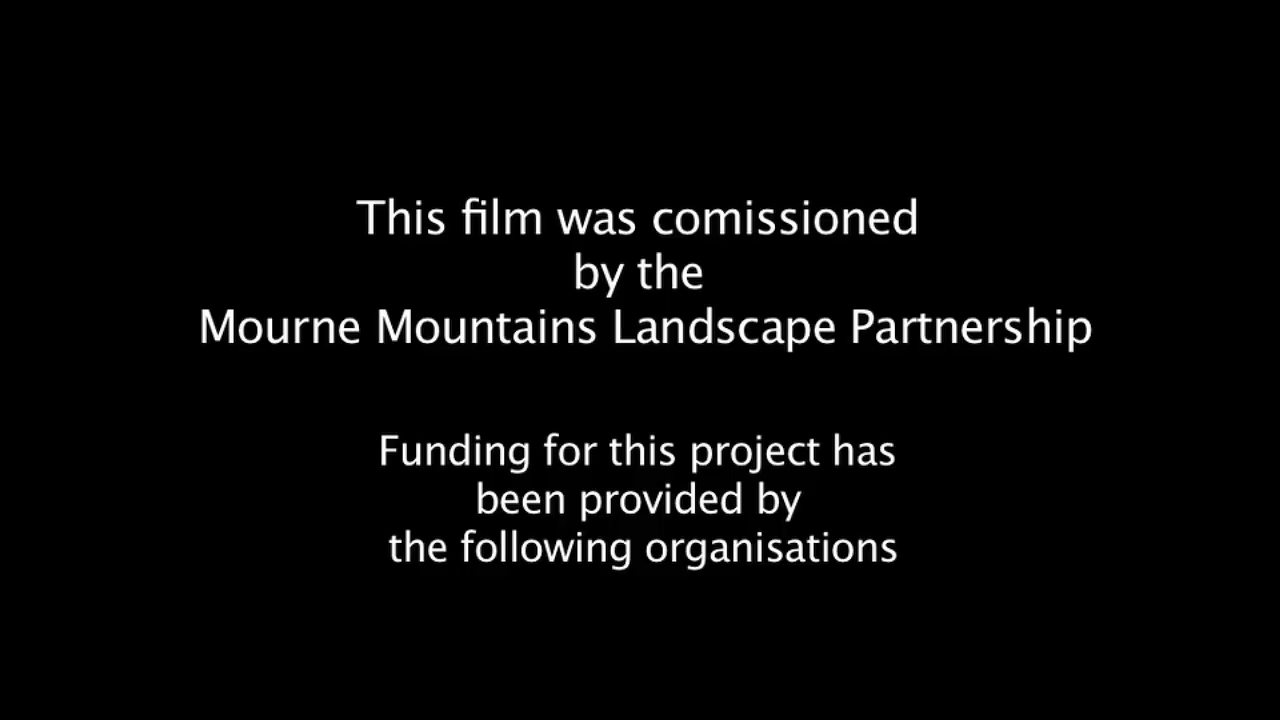 This film was comissioned
by the
Mourne Mountains Landscape Partnership
Funding for this project has
been provided by
the following organisations